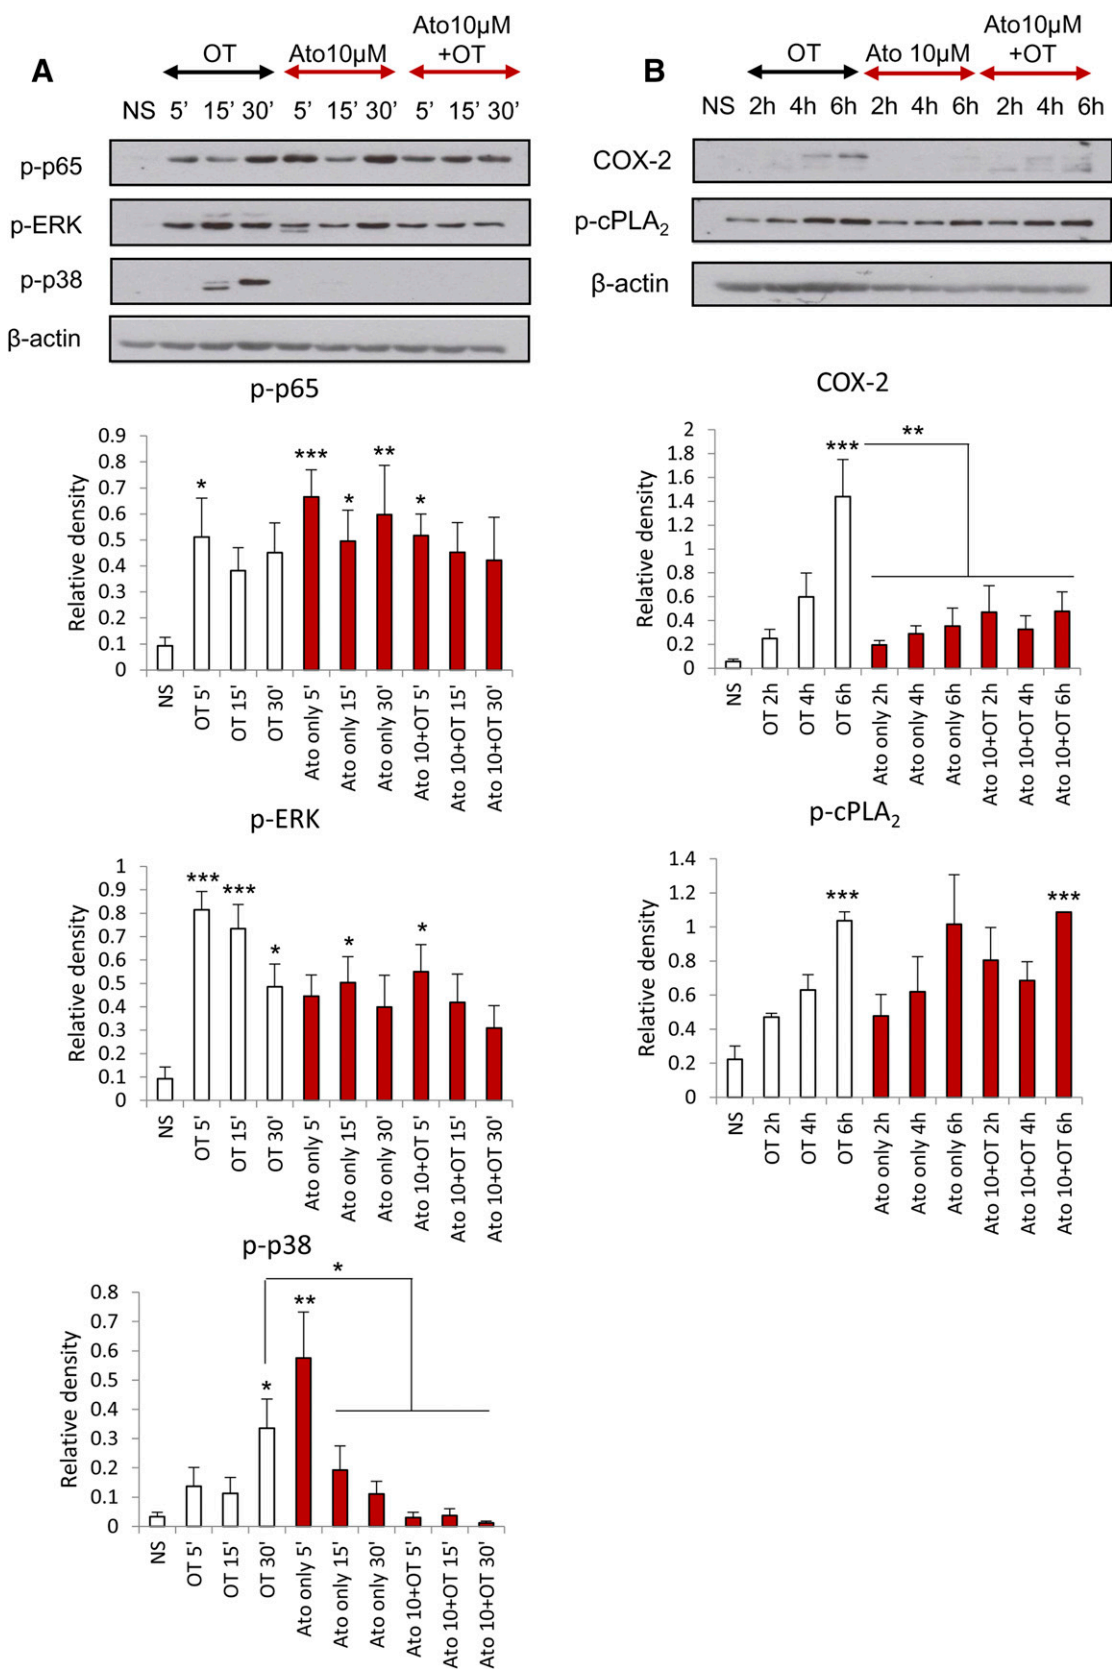 A
OT
Ato10µM
Ato10µM
+OT
NS 5’ 15’ 30’ 5’ 15’ 30’ 5’ 15’ 30’
p-p65
p-ERK
p-p38
β-actin
p-p65
Relative density
0.9
0.8
0.7
0.6
0.5
0.4
0.3
0.2
0.1
0
* *** * ** *
NS
OT 5'
OT 15'
OT 30'
Ato only 5'
Ato only 15'
Ato only 30'
Ato 10+OT 5'
Ato 10+OT 15'
Ato 10+OT 30'
p-ERK
Relative density
1
0.9
0.8
0.7
0.6
0.5
0.4
0.3
0.2
0.1
0
*** *** * * *
NS
OT 5'
OT 15'
OT 30'
Ato only 5'
Ato only 15'
Ato only 30'
Ato 10+OT 5'
Ato 10+OT 15'
Ato 10+OT 30'
p-p38
Relative density
0.8
0.7
0.6
0.5
0.4
0.3
0.2
0.1
0
*
* **
NS
OT 5'
OT 15'
OT 30'
Ato only 5'
Ato only 15'
Ato only 30'
Ato 10+OT 5'
Ato 10+OT 15'
Ato 10+OT 30'
B
OT
Ato 10µM
Ato10µM
+OT
NS 2h 4h 6h 2h 4h 6h 2h 4h 6h
COX-2
p-cPLA₂
β-actin
COX-2
Relative density
2
1.8
1.6
1.4
1.2
1
0.8
0.6
0.4
0.2
0
*** **
NS
OT 2h
OT 4h
OT 6h
Ato only 2h
Ato only 4h
Ato only 6h
Ato 10+OT 2h
Ato 10+OT 4h
Ato 10+OT 6h
p-cPLA₂
Relative density
1.4
1.2
1
0.8
0.6
0.4
0.2
0
*** ***
NS
OT 2h
OT 4h
OT 6h
Ato only 2h
Ato only 4h
Ato only 6h
Ato 10+OT 2h
Ato 10+OT 4h
Ato 10+OT 6h